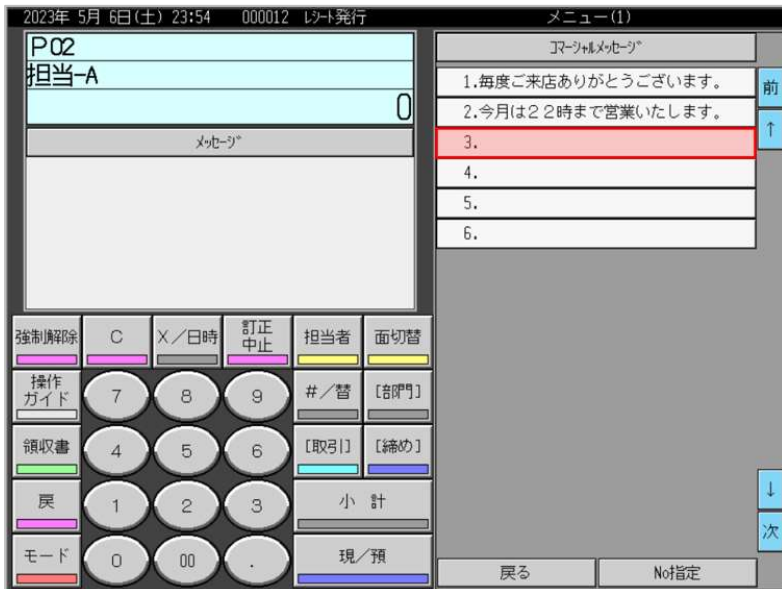 2023年 5月 6日(土) 23:54 000012 ﾚｼｰﾄ発行
メニュー(1)
P02
担当-A
0
ﾒｯｾｰｼﾞ
ｺﾏｰｼｬﾙﾒｯｾｰｼﾞ
1.毎度ご来店ありがとうございます。
2.今月は22時まで営業いたします。
3.
4.
5.
6.
前
↑
↓
次
強制解除
C
X／日時
訂正
中止
担当者
面切替
操作
ガイド
7
8
9
#／替
[部門]
領収書
4
5
6
[取引]
[締め]
戻
1
2
3
小 計
モード
0
00
.
現／預
戻る
No指定